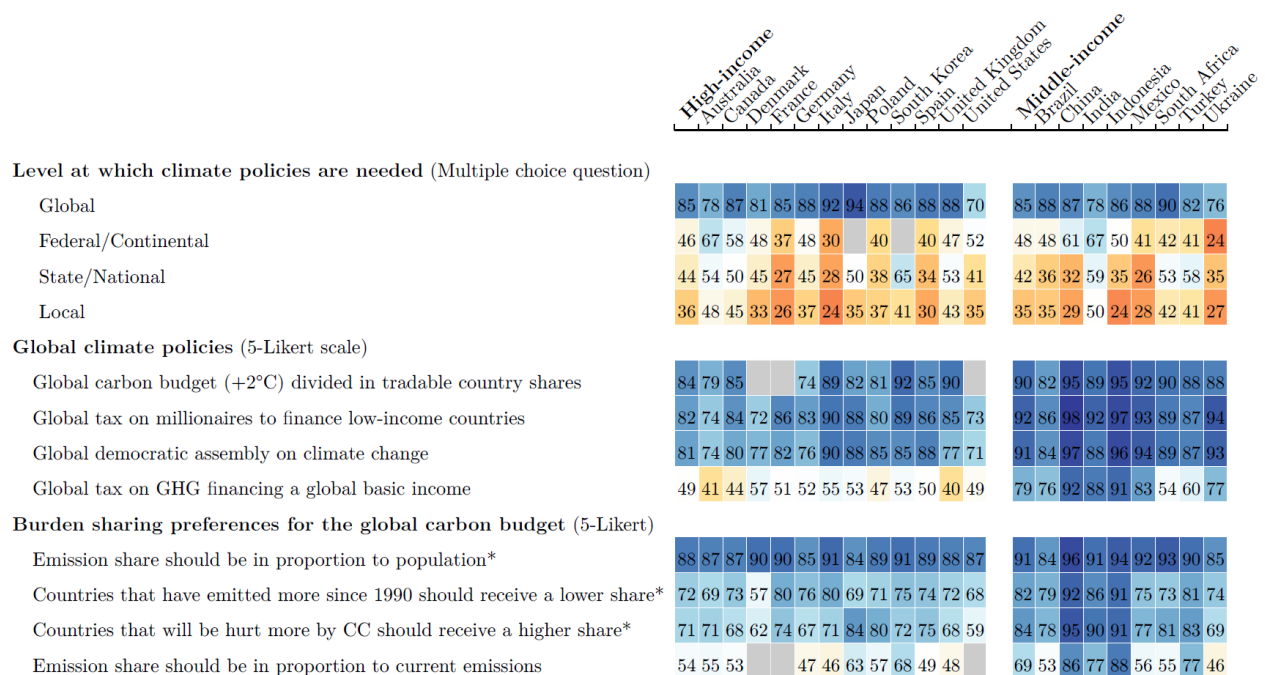 High-income Australia Canada Denmark France Germany Italy Japan Poland South Korea Spain United Kingdom United States Middle-income Brazil China India Indonesia Mexico South Africa Turkey Ukraine
Level at which climate policies are needed (Multiple choice question)
Global 85 78 87 81 85 88 92 94 88 86 88 88 70 85 88 87 78 86 88 90 82 76
Federal/Continental 46 67 58 48 37 48 30 40 40 47 52 48 48 61 67 50 41 42 41 24
State/National 44 54 50 45 27 45 28 50 38 65 34 53 41 42 36 32 59 35 26 53 58 35
Local 36 48 45 33 26 37 24 35 37 41 30 43 35 35 35 29 50 24 28 42 41 27
Global climate policies (5-Likert scale)
Global carbon budget (+2°C) divided in tradable country shares 84 79 85 74 89 82 81 92 85 90 90 82 95 89 95 92 90 88 88
Global tax on millionaires to finance low-income countries 82 74 84 72 86 83 90 88 80 89 86 85 73 92 86 98 92 97 93 89 87 94
Global democratic assembly on climate change 81 74 80 77 82 76 90 88 85 85 88 77 71 91 84 97 88 96 94 89 87 93
Global tax on GHG financing a global basic income 49 41 44 57 51 52 55 53 47 53 50 40 49 79 76 92 88 91 83 54 60 77
Burden sharing preferences for the global carbon budget (5-Likert)
Emission share should be in proportion to population* 88 87 87 90 90 85 91 84 89 91 89 88 87 91 84 96 91 94 92 93 90 85
Countries that have emitted more since 1990 should receive a lower share* 72 69 73 57 80 76 80 69 71 75 74 72 68 82 79 92 86 91 75 73 81 74
Countries that will be hurt more by CC should receive a higher share* 71 71 68 62 74 67 71 84 80 72 75 68 59 84 78 95 90 91 77 81 83 69
Emission share should be in proportion to current emissions 54 55 53 47 46 63 57 68 49 48 69 53 86 77 88 56 55 77 46